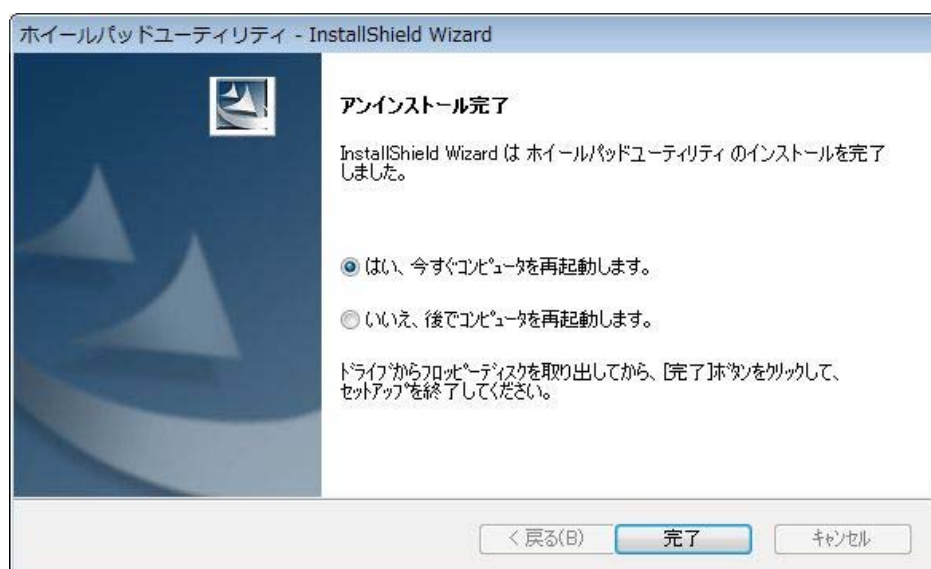 ホイールパッドユーティリティ - InstallShield Wizard
アンインストール完了
InstallShield Wizard は ホイールパッドユーティリティ のインストールを完了
しました。
はい、今すぐｺﾝﾋﾟｭｰﾀを再起動します。
いいえ、後でｺﾝﾋﾟｭｰﾀを再起動します。
ﾄﾞﾗｲﾌﾞからﾌﾛｯﾋﾟｰﾃﾞｨｽｸを取り出してから、[完了]ﾎﾞﾀﾝをｸﾘｯｸして、
ｾｯﾄｱｯﾌﾟを終了してください。
< 戻る(B)
完了
ｷｬﾝｾﾙ